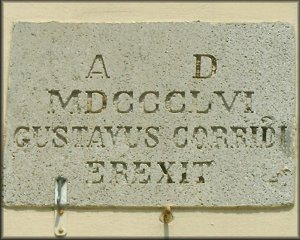 A D
MDCCCLVI
GUSTAVUS CORRIDI
EREXIT